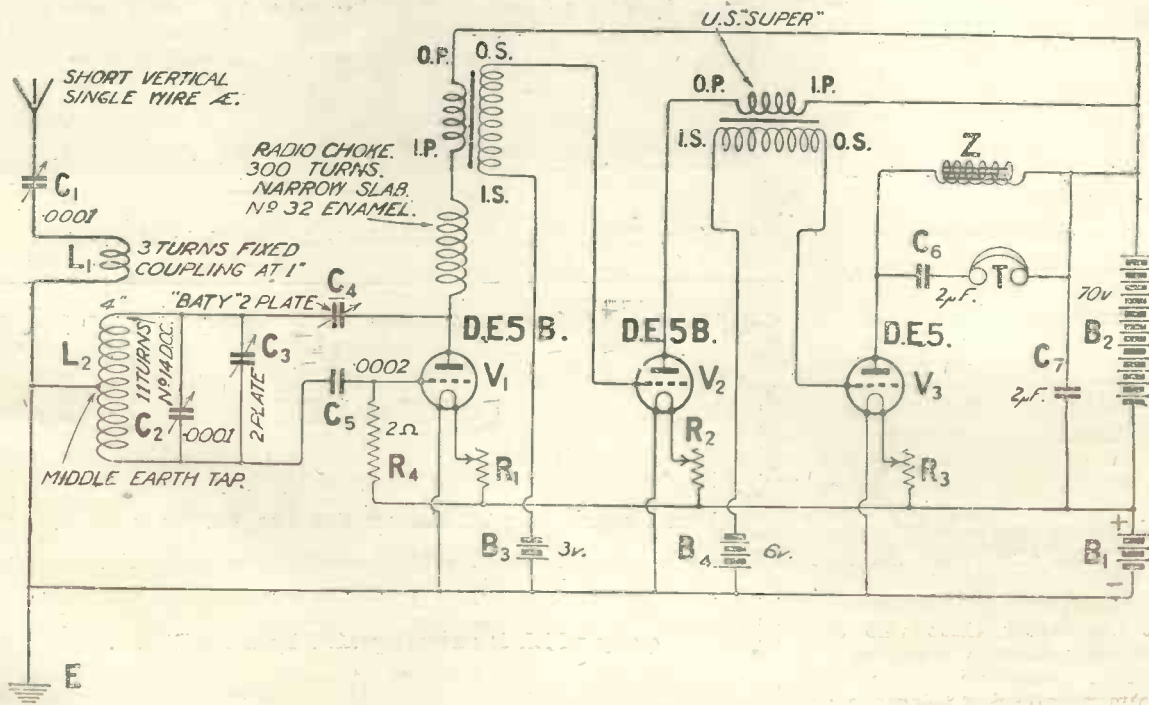 U.S."SUPER"
O.P. O.S.
O.P. I.P.
SHORT VERTICAL
SINGLE WIRE Æ.
I.P.
I.S. O.S.
RADIO CHOKE.
300 TURNS.
NARROW SLAB.
Nº 32 ENAMEL.
I.S.
Z
C1
.0001
L1
3 TURNS FIXED
COUPLING AT 1"
C6
T
2µF.
70v
B2
4"
"BATY" 2 PLATE
C4
D.E.5B.
D.E.5B.
D.E.5.
L2
11 TURNS
Nº 14 D.C.C.
C3
2 PLATE
C2
.0001
.0002
C5
V1
V2
V3
C7
2µF.
2Ω
R4
R1
R2
R3
MIDDLE EARTH TAP.
B3
3v.
B4
6v.
+
B1
-
E